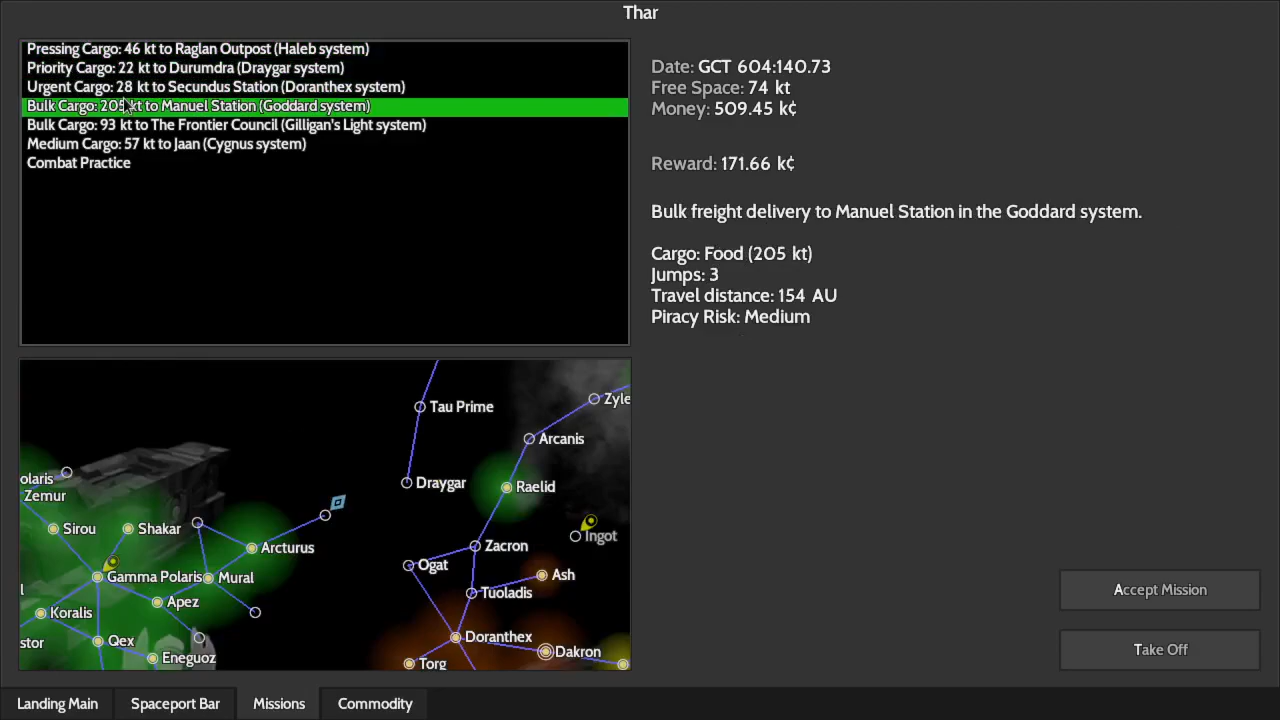 Thar
Pressing Cargo: 46 kt to Raglan Outpost (Haleb system)
Priority Cargo: 22 kt to Durumdra (Draygar system)
Urgent Cargo: 28 kt to Secundus Station (Doranthex system)
Bulk Cargo: 205 kt to Manuel Station (Goddard system)
Bulk Cargo: 93 kt to The Frontier Council (Gilligan's Light system)
Medium Cargo: 57 kt to Jaan (Cygnus system)
Combat Practice
Date: GCT 604:140.73
Free Space: 74 kt
Money: 509.45 k¢
Reward: 171.66 k¢
Bulk freight delivery to Manuel Station in the Goddard system.
Cargo: Food (205 kt)
Jumps: 3
Travel distance: 154 AU
Piracy Risk: Medium
Tau Prime
Zyle
Arcanis
olaris
Draygar
Raelid
Zemur
Sirou
Shakar
Arcturus
Zacron
Ingot
Ogat
Ash
l
Gamma Polaris
Mural
Tuoladis
Koralis
Apez
stor
Qex
Doranthex
Dakron
Eneguoz
Torg
Accept Mission
Take Off
Landing Main
Spaceport Bar
Missions
Commodity